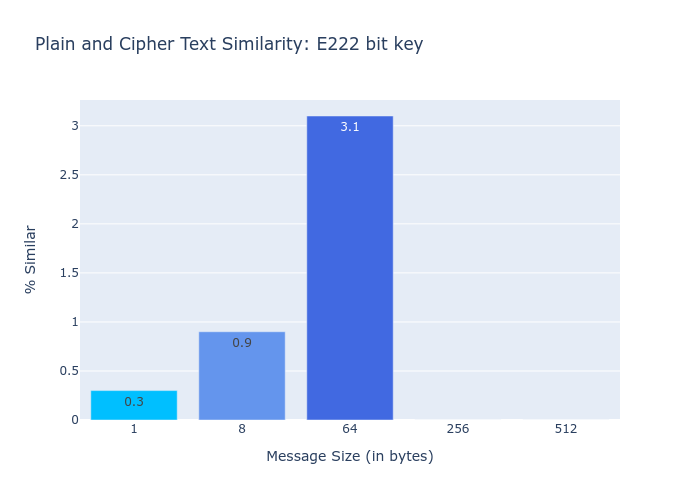 Plain and Cipher Text Similarity: E222 bit key
% Similar
3
2.5
2
1.5
1
0.5
0
0.3
0.9
3.1
1 8 64 256 512
Message Size (in bytes)